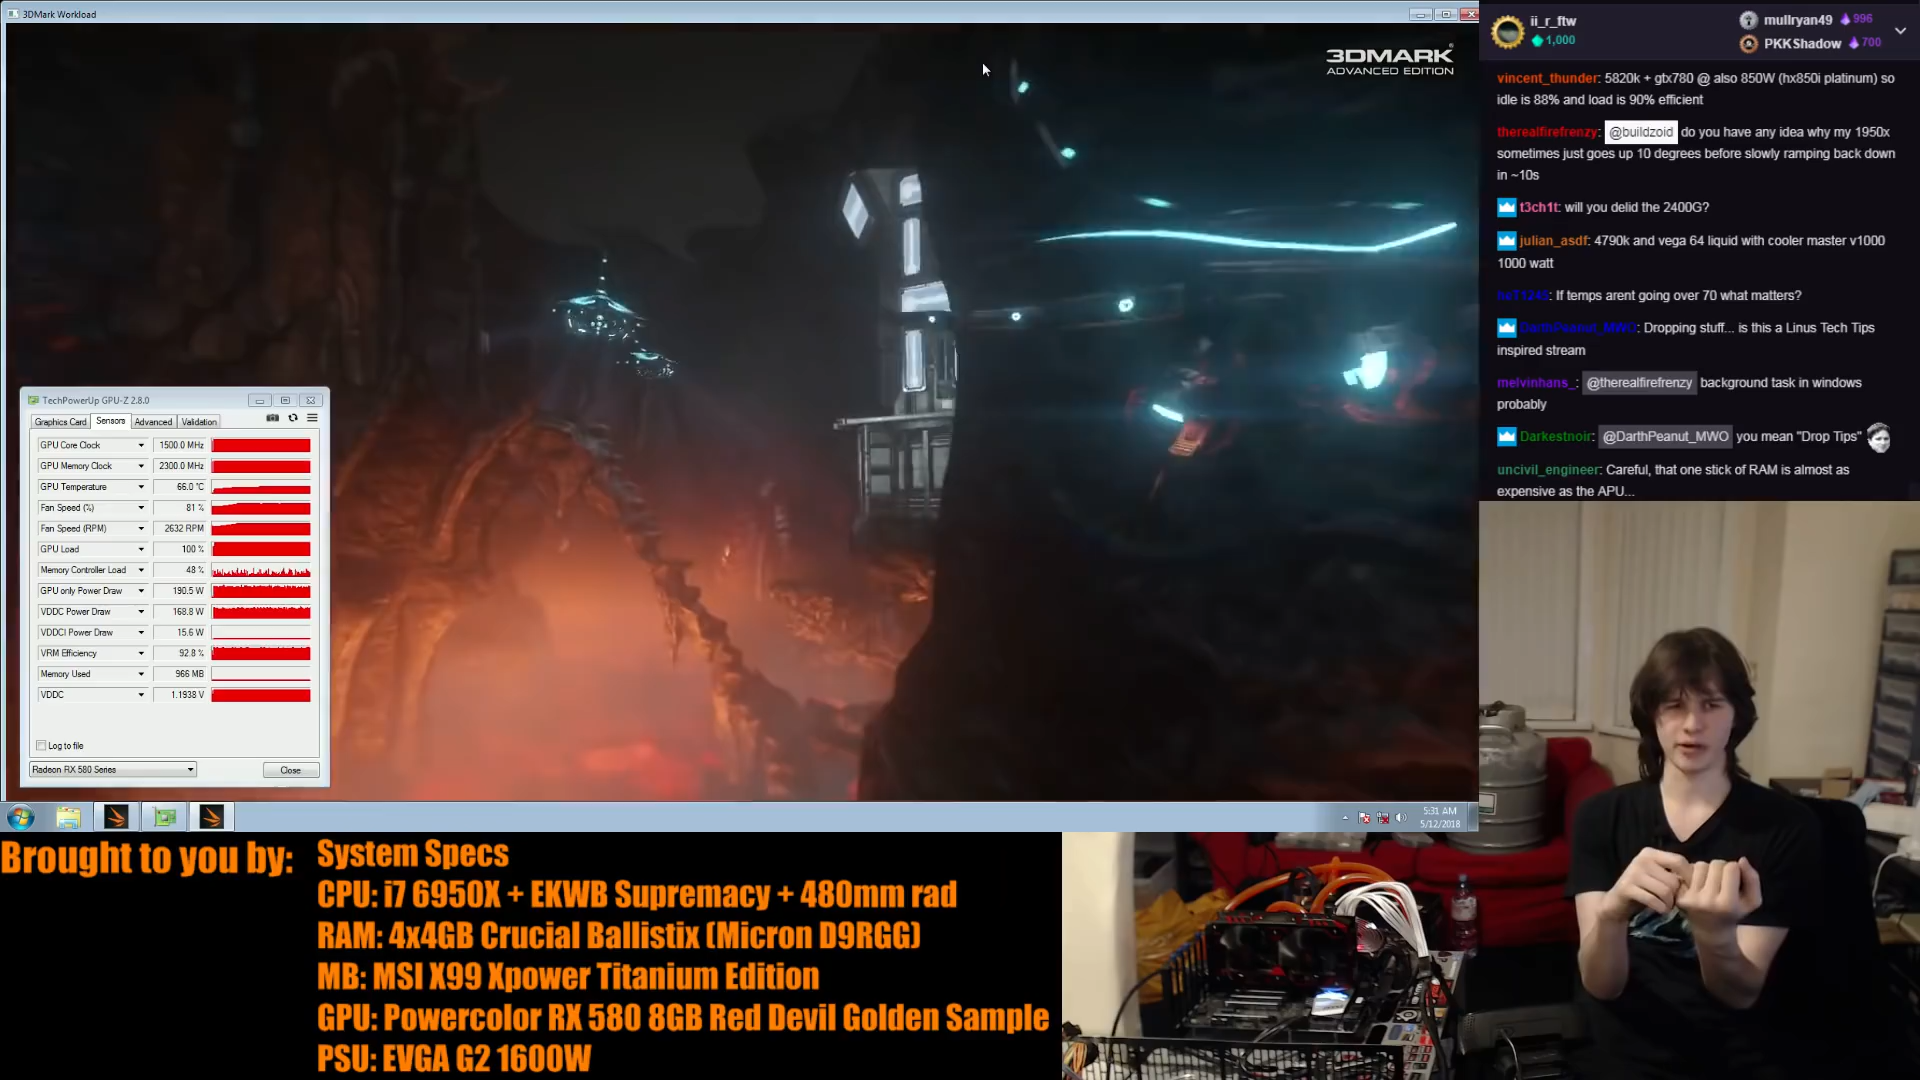 3DMark Workload
3DMARK
ADVANCED EDITION
TechPowerUp GPU-Z 2.8.0
Graphics Card
Sensors
Advanced
Validation
GPU Core Clock 1500.0 MHz
GPU Memory Clock 2300.0 MHz
GPU Temperature 66.0 °C
Fan Speed (%) 81 %
Fan Speed (RPM) 2632 RPM
GPU Load 100 %
Memory Controller Load 48 %
GPU only Power Draw 190.5 W
VDDC Power Draw 168.8 W
VDDCI Power Draw 15.6 W
VRM Efficiency 92.8 %
Memory Used 966 MB
VDDC 1.1938 V
Log to file
Radeon RX 580 Series
Close
5:31 AM
5/12/2018
ii_r_ftw
1,000
mullryan49 996
PKKShadow 700
vincent_thunder: 5820k + gtx780 @ also 850W (hx850i platinum) so
idle is 88% and load is 90% efficient
therealfirefrenzy: @buildzoid do you have any idea why my 1950x
sometimes just goes up 10 degrees before slowly ramping back down
in ~10s
t3ch1t: will you delid the 2400G?
julian_asdf: 4790k and vega 64 liquid with cooler master v1000
1000 watt
: If temps arent going over 70 what matters?
DarthPeanut_MWO: Dropping stuff... is this a Linus Tech Tips
inspired stream
melvinhans_: @therealfirefrenzy background task in windows
probably
Darkestnoir: @DarthPeanut_MWO you mean "Drop Tips"
uncivil_engineer: Careful, that one stick of RAM is almost as
expensive as the APU...
Brought to you by:
System Specs
CPU: i7 6950X + EKWB Supremacy + 480mm rad
RAM: 4x4GB Crucial Ballistix (Micron D9RGG)
MB: MSI X99 Xpower Titanium Edition
GPU: Powercolor RX 580 8GB Red Devil Golden Sample
PSU: EVGA G2 1600W